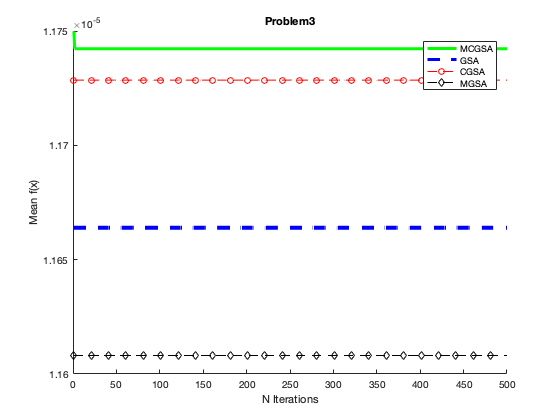 Problem3
×10-5
1.175
1.17
1.165
1.16
Mean f(x)
0 50 100 150 200 250 300 350 400 450 500
N Iterations
MCGSA
GSA
CGSA
MGSA